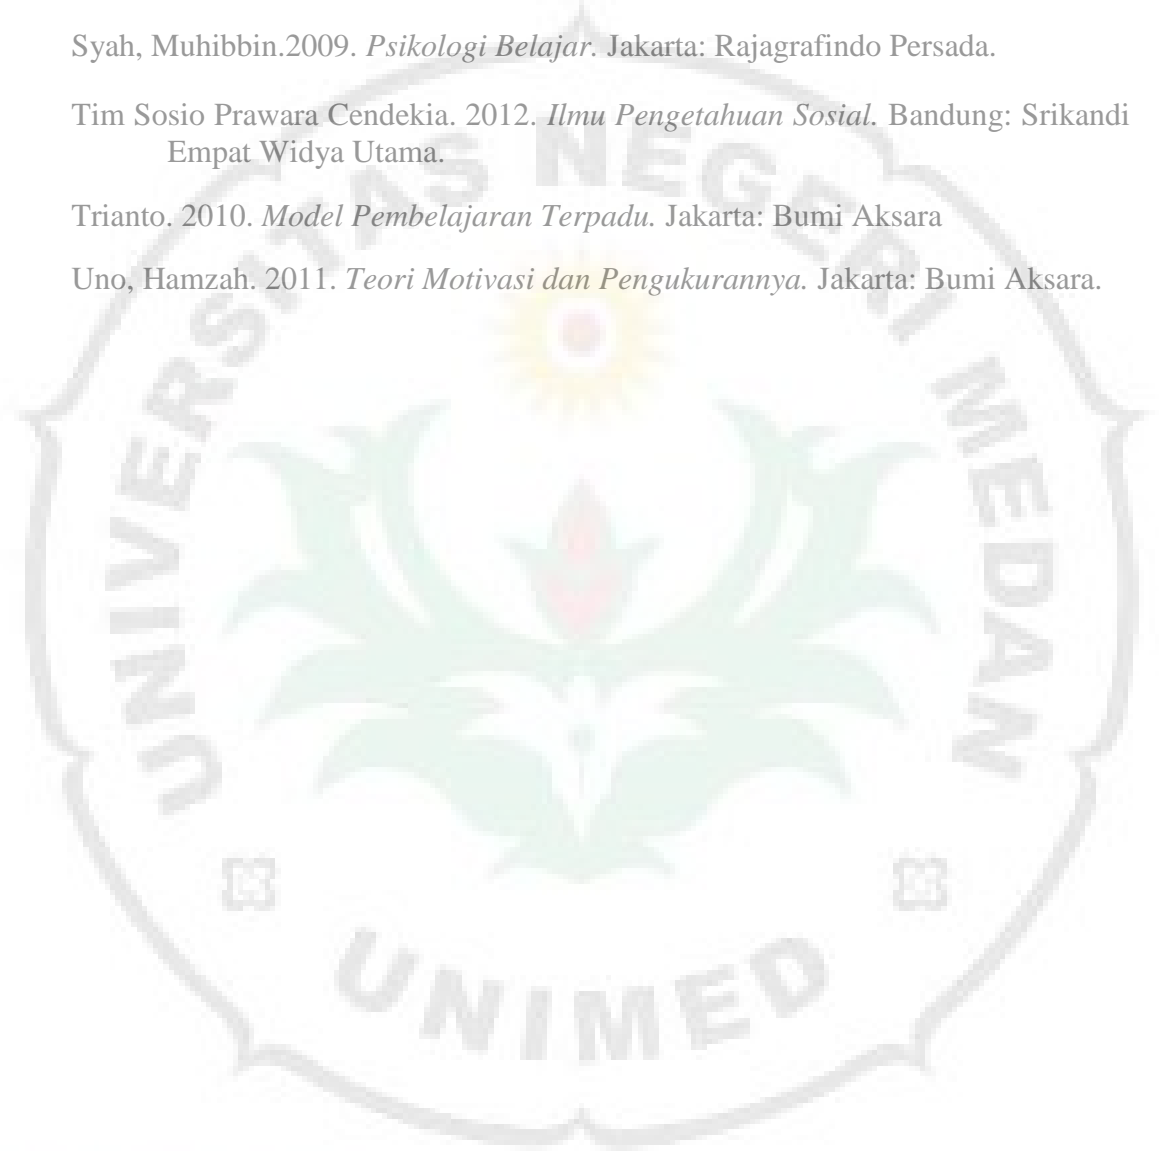 Syah, Muhibbin.2009. Psikologi Belajar. Jakarta: Rajagrafindo Persada.
Tim Sosio Prawara Cendekia. 2012. Ilmu Pengetahuan Sosial. Bandung: Srikandi
Empat Widya Utama.
Trianto. 2010. Model Pembelajaran Terpadu. Jakarta: Bumi Aksara
Uno, Hamzah. 2011. Teori Motivasi dan Pengukurannya. Jakarta: Bumi Aksara.
UNIVERSITAS NEGERI MEDAN
UNIMED